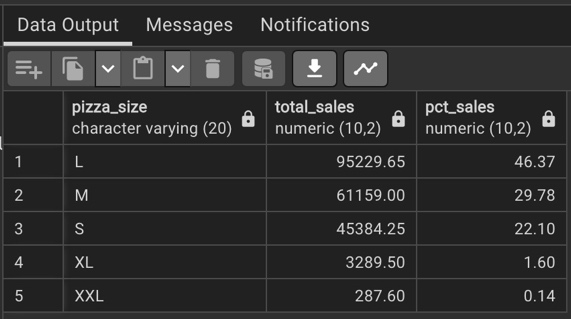 Data Output Messages Notifications
pizza_size total_sales pct_sales
character varying (20) numeric (10,2) numeric (10,2)
1 L 95229.65 46.37
2 M 61159.00 29.78
3 S 45384.25 22.10
4 XL 3289.50 1.60
5 XXL 287.60 0.14